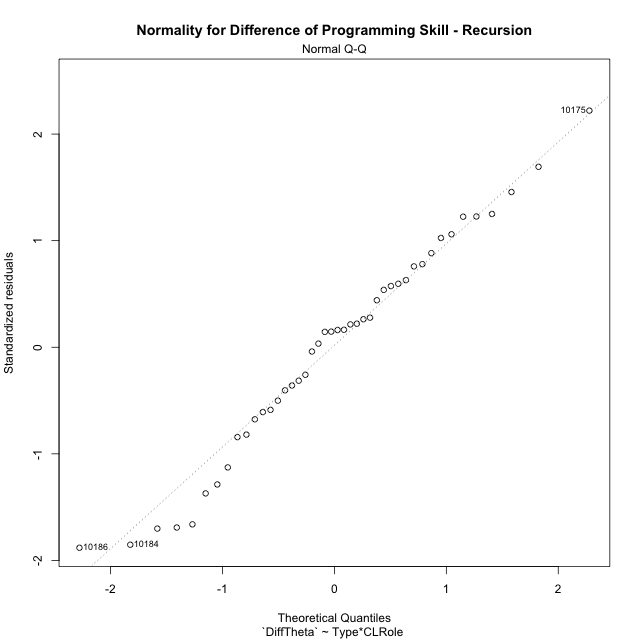 Normality for Difference of Programming Skill - Recursion
Normal Q-Q
10175
2
1
0
-1
-2
Standardized residuals
10186
10184
-2
-1
0
1
2
Theoretical Quantiles
`DiffTheta` ~ Type*CLRole